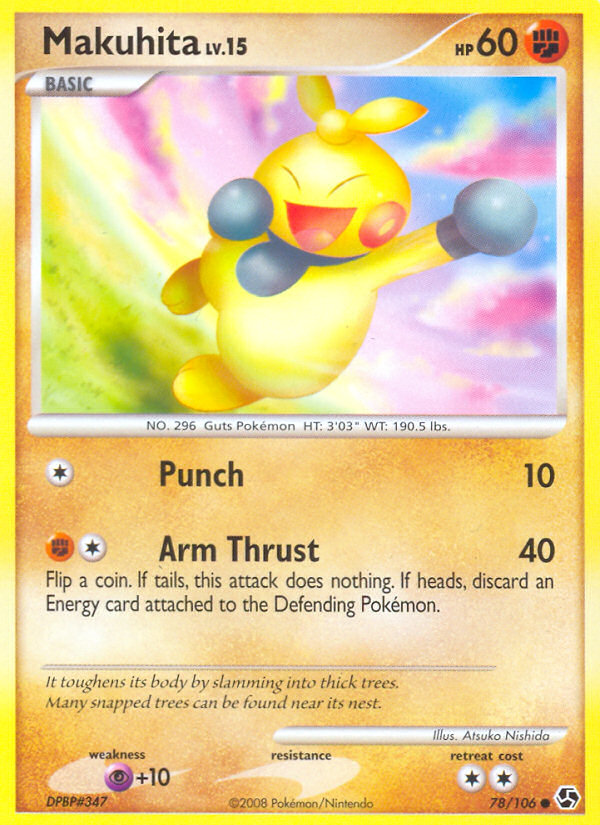 Makuhita LV.15
HP 60
BASIC
NO. 296 Guts Pokémon HT: 3'03" WT: 190.5 lbs.
Punch 10
Arm Thrust 40
Flip a coin. If tails, this attack does nothing. If heads, discard an
Energy card attached to the Defending Pokémon.
It toughens its body by slamming into thick trees.
Many snapped trees can be found near its nest.
Illus. Atsuko Nishida
weakness resistance retreat cost
+10
DPBP#347 ©2008 Pokémon/Nintendo 78/106